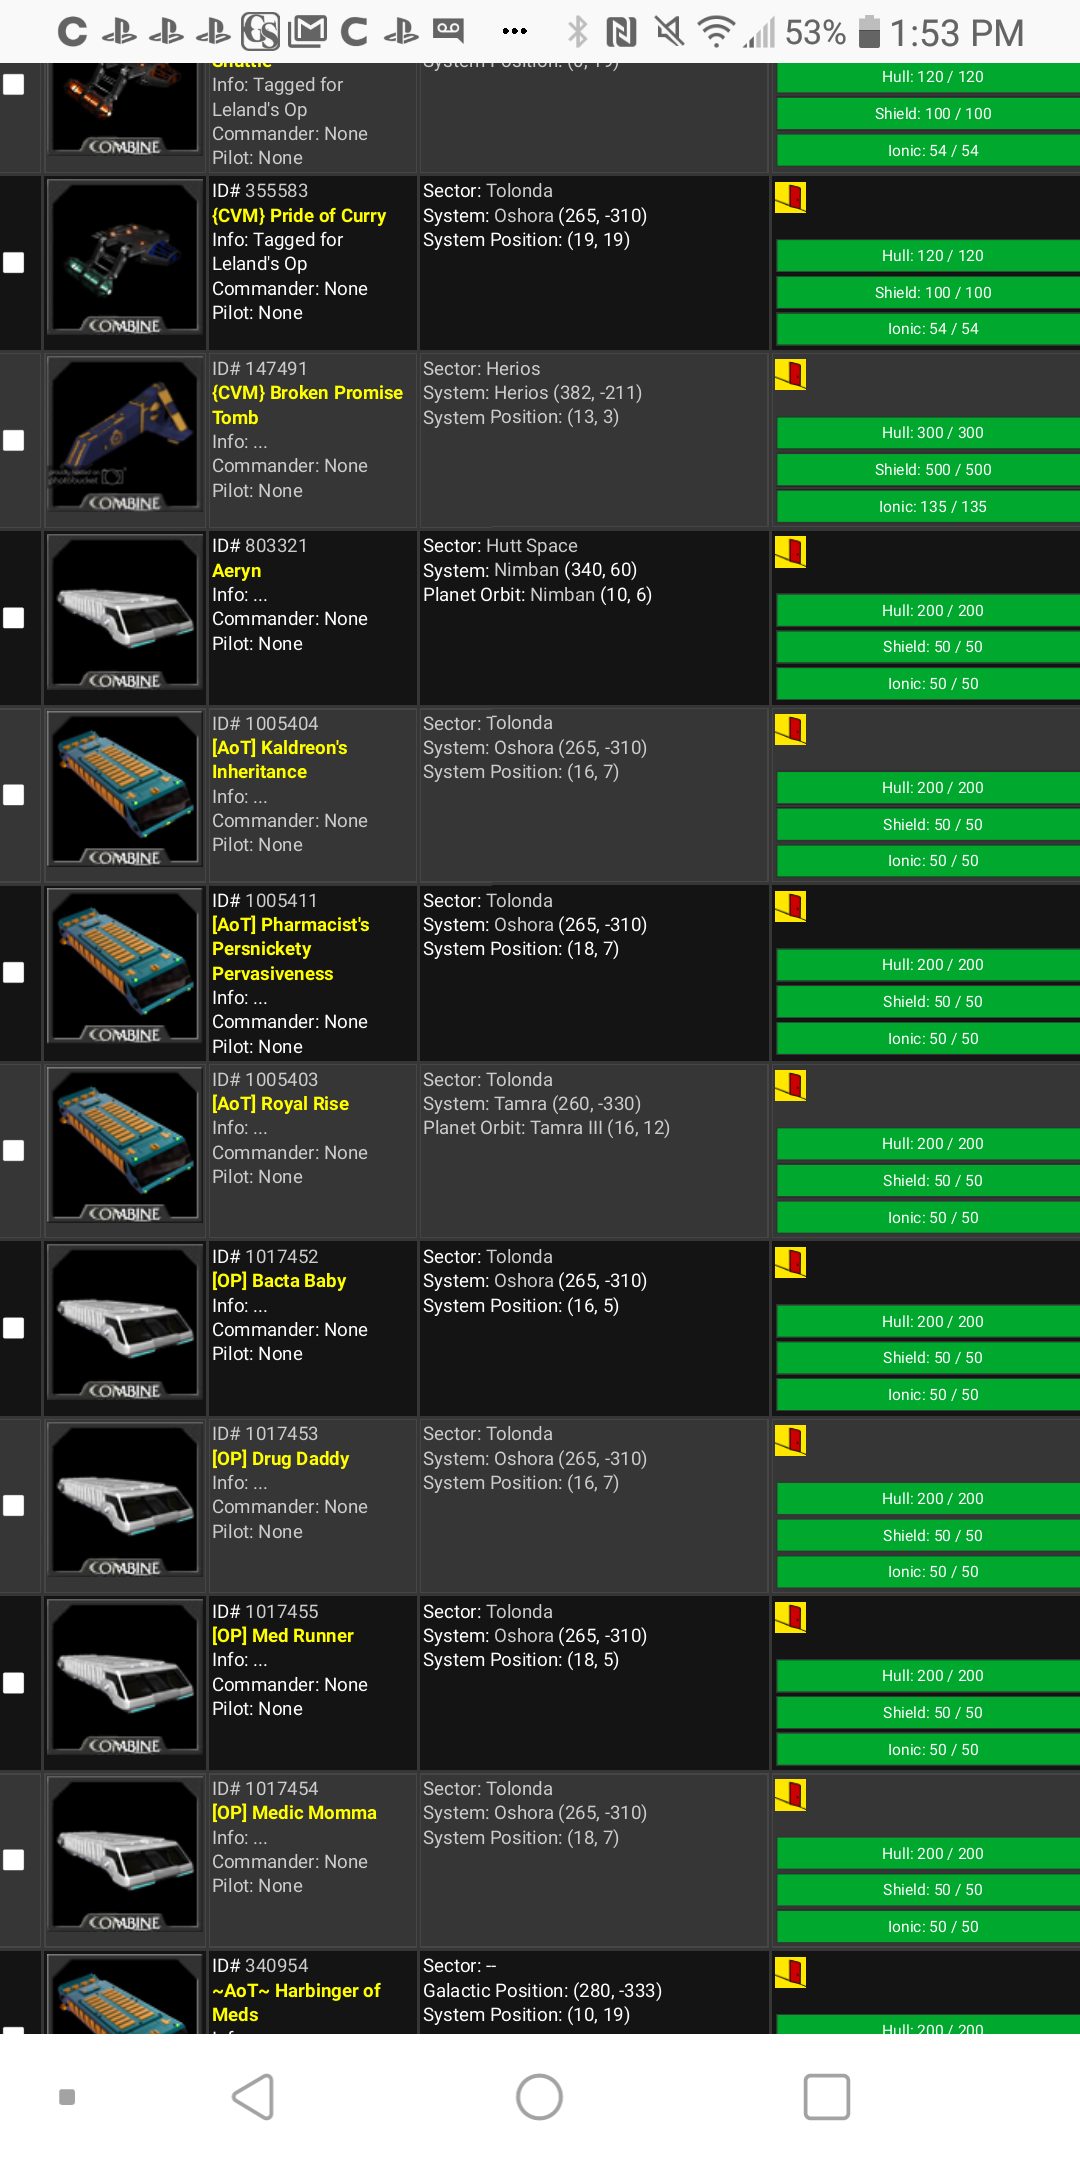 53% 1:53 PM
Shuttle
Info: Tagged for
Leland's Op
Commander: None
Pilot: None
Hull: 120 / 120
Shield: 100 / 100
Ionic: 54 / 54
COMBINE
ID# 355583
{CVM} Pride of Curry
Info: Tagged for
Leland's Op
Commander: None
Pilot: None
Sector: Tolonda
System: Oshora (265, -310)
System Position: (19, 19)
Hull: 120 / 120
Shield: 100 / 100
Ionic: 54 / 54
COMBINE
ID# 147491
{CVM} Broken Promise
Tomb
Info: ...
Commander: None
Pilot: None
Sector: Herios
System: Herios (382, -211)
System Position: (13, 3)
Hull: 300 / 300
Shield: 500 / 500
Ionic: 135 / 135
photobucket
COMBINE
ID# 803321
Aeryn
Info: ...
Commander: None
Pilot: None
Sector: Hutt Space
System: Nimban (340, 60)
Planet Orbit: Nimban (10, 6)
Hull: 200 / 200
Shield: 50 / 50
Ionic: 50 / 50
COMBINE
ID# 1005404
[AoT] Kaldreon's
Inheritance
Info: ...
Commander: None
Pilot: None
Sector: Tolonda
System: Oshora (265, -310)
System Position: (16, 7)
Hull: 200 / 200
Shield: 50 / 50
Ionic: 50 / 50
COMBINE
ID# 1005411
[AoT] Pharmacist's
Persnickety
Pervasiveness
Info: ...
Commander: None
Pilot: None
Sector: Tolonda
System: Oshora (265, -310)
System Position: (18, 7)
Hull: 200 / 200
Shield: 50 / 50
Ionic: 50 / 50
COMBINE
ID# 1005403
[AoT] Royal Rise
Info: ...
Commander: None
Pilot: None
Sector: Tolonda
System: Tamra (260, -330)
Planet Orbit: Tamra III (16, 12)
Hull: 200 / 200
Shield: 50 / 50
Ionic: 50 / 50
COMBINE
ID# 1017452
[OP] Bacta Baby
Info: ...
Commander: None
Pilot: None
Sector: Tolonda
System: Oshora (265, -310)
System Position: (16, 5)
Hull: 200 / 200
Shield: 50 / 50
Ionic: 50 / 50
COMBINE
ID# 1017453
[OP] Drug Daddy
Info: ...
Commander: None
Pilot: None
Sector: Tolonda
System: Oshora (265, -310)
System Position: (16, 7)
Hull: 200 / 200
Shield: 50 / 50
Ionic: 50 / 50
COMBINE
ID# 1017455
[OP] Med Runner
Info: ...
Commander: None
Pilot: None
Sector: Tolonda
System: Oshora (265, -310)
System Position: (18, 5)
Hull: 200 / 200
Shield: 50 / 50
Ionic: 50 / 50
COMBINE
ID# 1017454
[OP] Medic Momma
Info: ...
Commander: None
Pilot: None
Sector: Tolonda
System: Oshora (265, -310)
System Position: (18, 7)
Hull: 200 / 200
Shield: 50 / 50
Ionic: 50 / 50
COMBINE
ID# 340954
~AoT~ Harbinger of
Meds
Sector: --
Galactic Position: (280, -333)
System Position: (10, 19)
Hull: 200 / 200